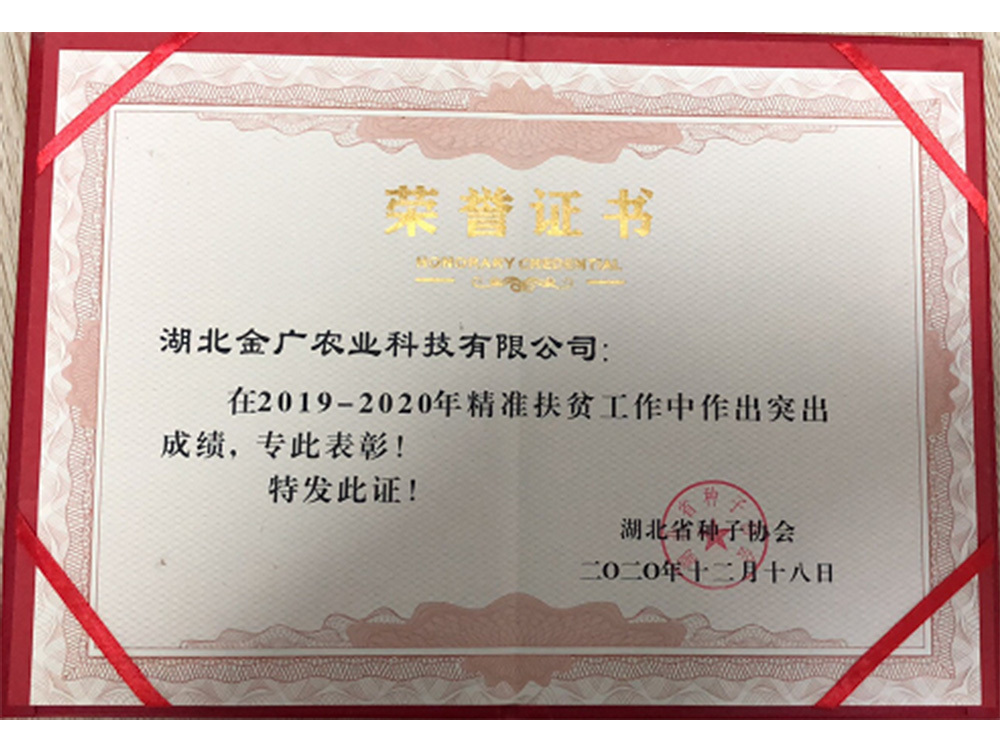 荣誉证书
HONORARY CREDENTIAL
湖北金广农业科技有限公司：
在2019-2020年精准扶贫工作中作出突出
成绩，专此表彰！
特发此证！
湖北省种子协会
二〇二〇年十二月十八日